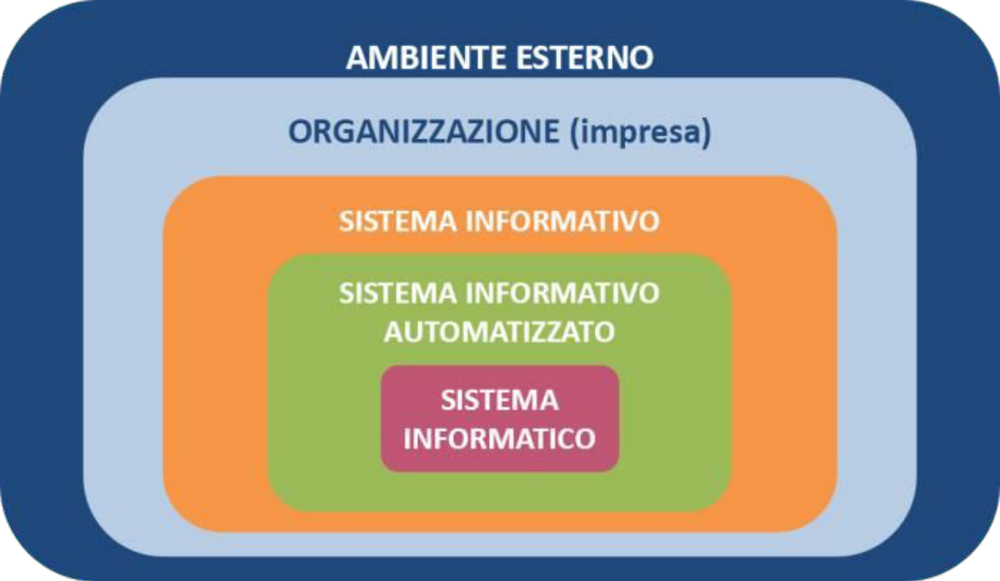 AMBIENTE ESTERNO
ORGANIZZAZIONE (impresa)
SISTEMA INFORMATIVO
SISTEMA INFORMATIVO
AUTOMATIZZATO
SISTEMA
INFORMATICO